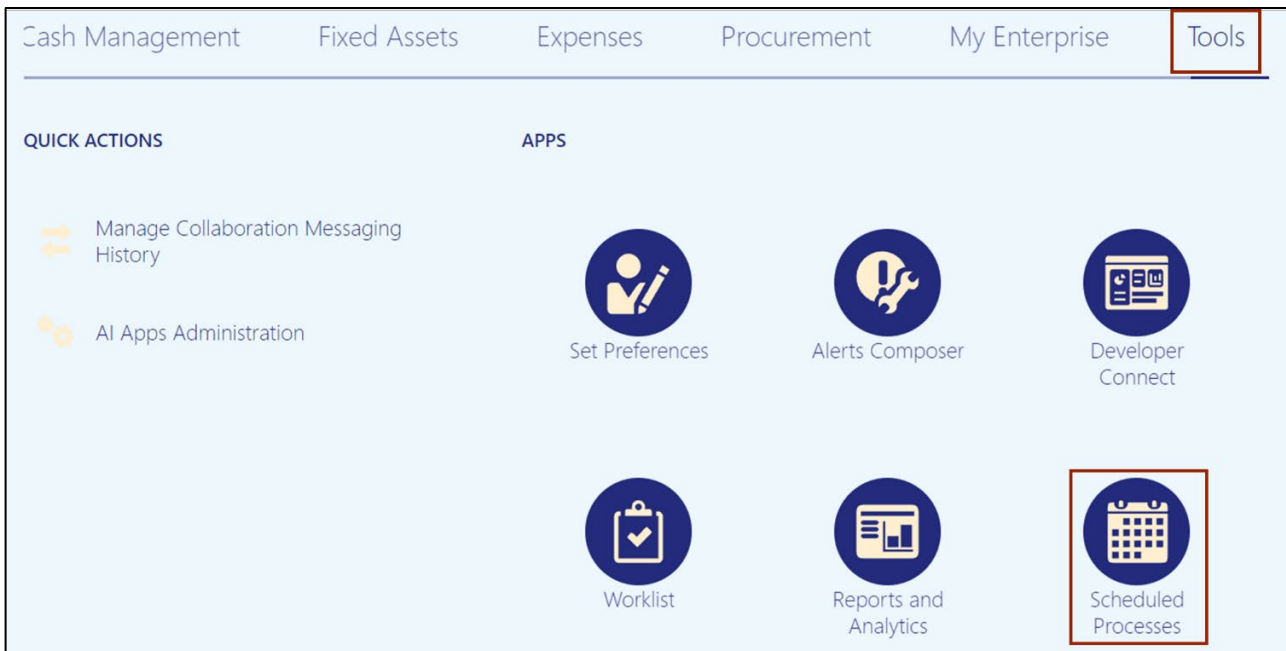 Cash Management Fixed Assets Expenses Procurement My Enterprise Tools
QUICK ACTIONS
APPS
Manage Collaboration Messaging
History
AI Apps Administration
Set Preferences
Alerts Composer
Developer
Connect
Worklist
Reports and
Analytics
Scheduled
Processes